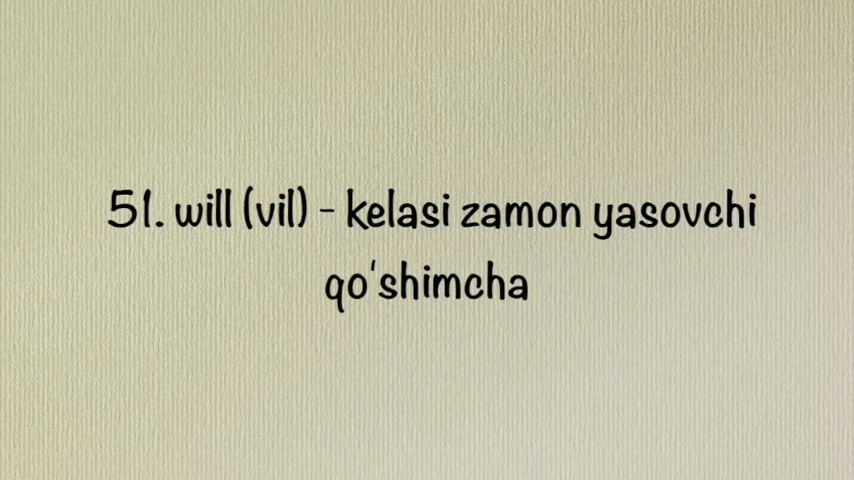 51. will (vil) - kelasi zamon yasovchi
qo'shimcha